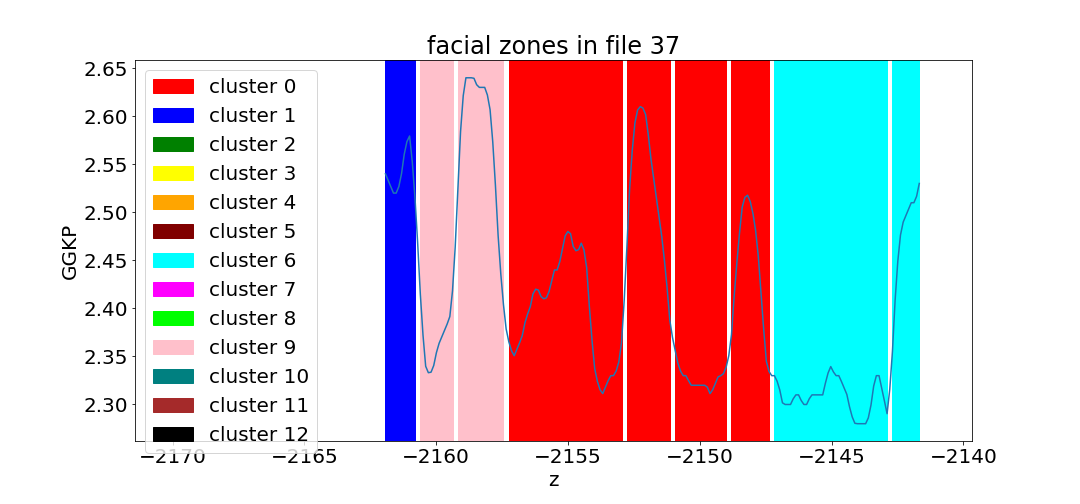 facial zones in file 37
GGKP
2.65
2.60
2.55
2.50
2.45
2.40
2.35
2.30
cluster 0
cluster 1
cluster 2
cluster 3
cluster 4
cluster 5
cluster 6
cluster 7
cluster 8
cluster 9
cluster 10
cluster 11
cluster 12
−2170 −2165 −2160 −2155 −2150 −2145 −2140
z